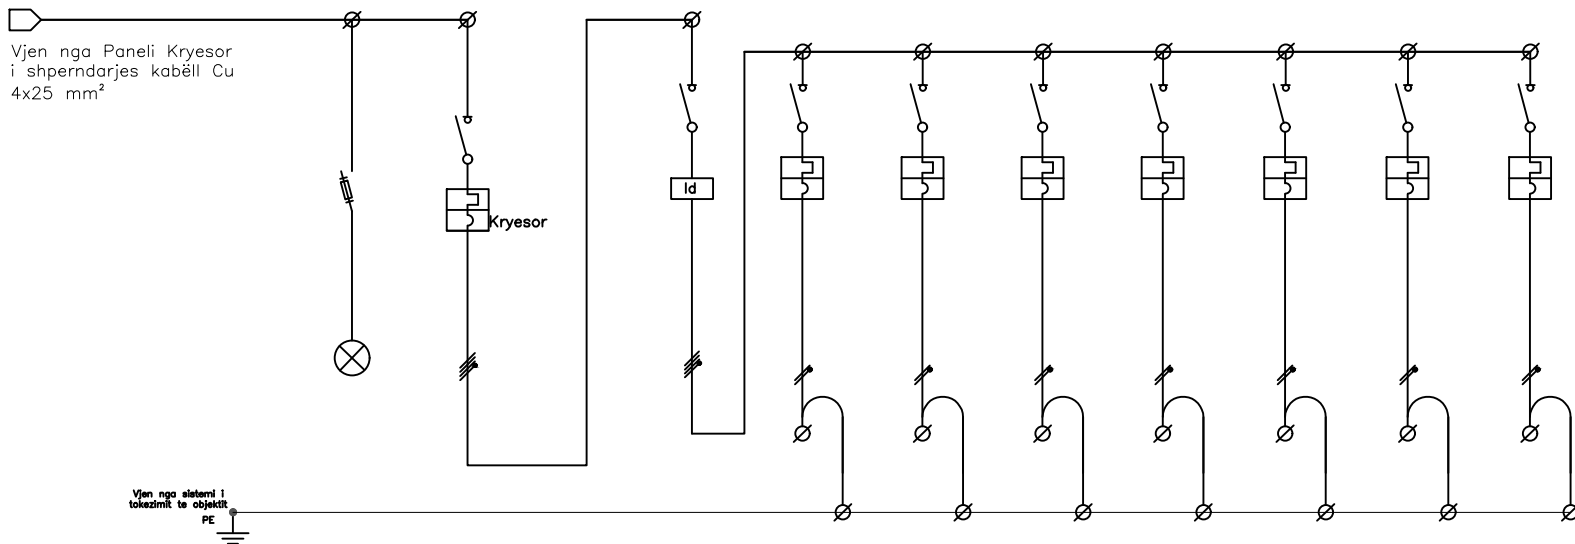 Vjen nga Paneli Kryesor
i shperndarjes kabëll Cu
4x25 mm²
Kryesor
Id
Vjen nga sistemi i
tokezimit te objektit
PE